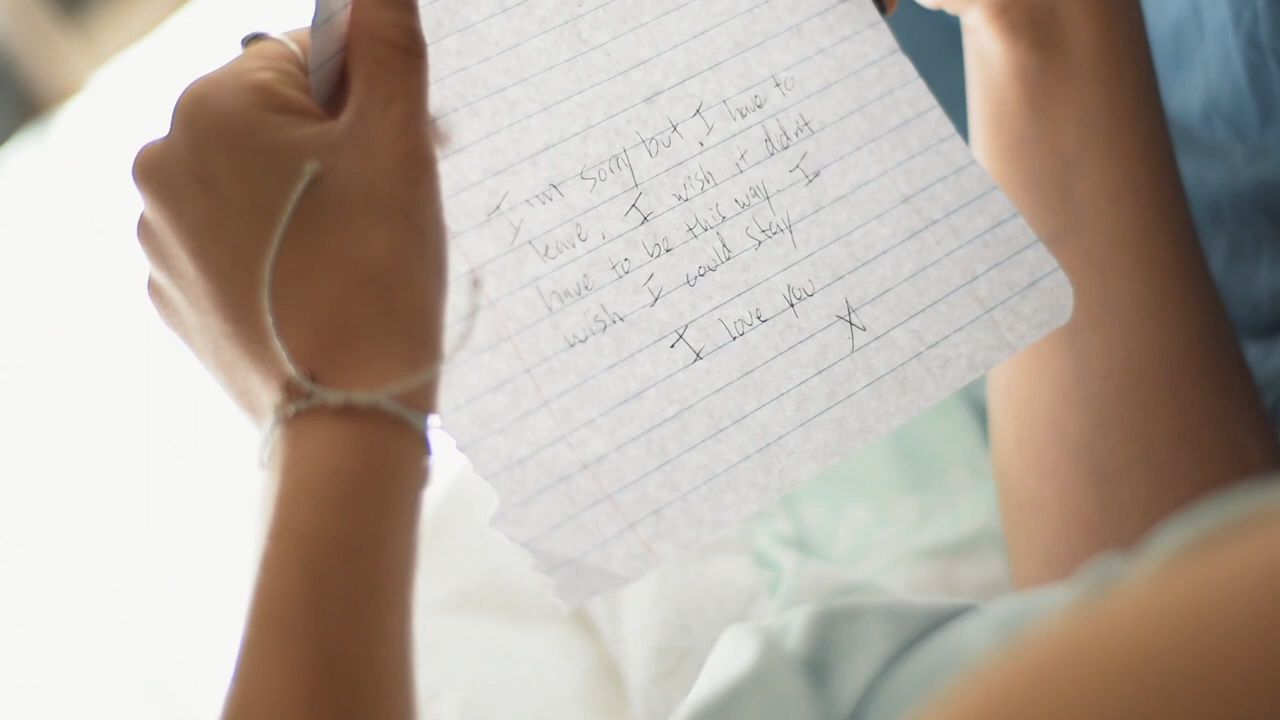 I'm sorry but I have to
leave. I wish it didn't
have to be this way. I
wish I could stay
I love you
X